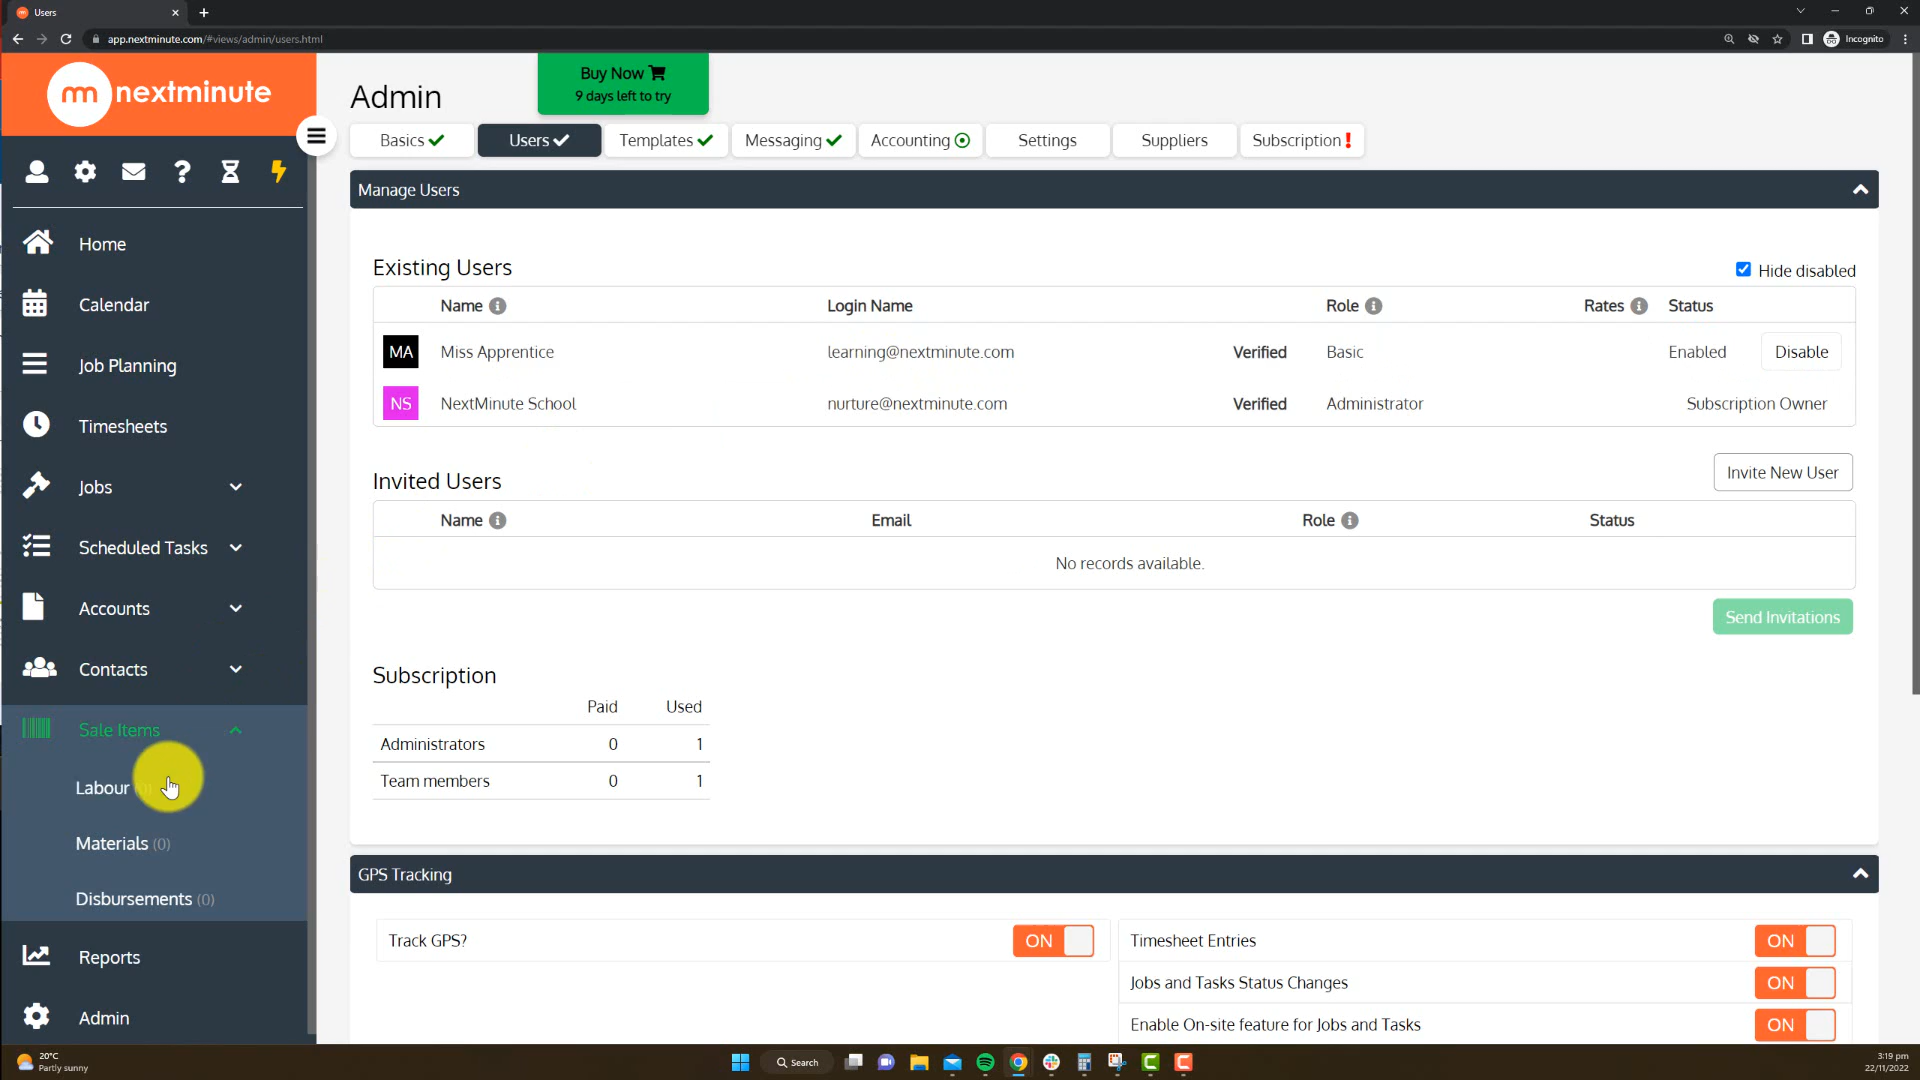 Users
app.nextminute.com/#views/admin/users.html
Incognito
nextminute
Admin
Buy Now
9 days left to try
Basics
Users
Templates
Messaging
Accounting
Settings
Suppliers
Subscription
Home
Calendar
Job Planning
Timesheets
Jobs
Scheduled Tasks
Accounts
Contacts
Sale Items
Labour
Materials (0)
Disbursements (0)
Reports
Admin
Manage Users
Existing Users
Hide disabled
Name Login Name Role Rates Status
MA Miss Apprentice learning@nextminute.com Verified Basic Enabled Disable
NS NextMinute School nurture@nextminute.com Verified Administrator Subscription Owner
Invited Users
Invite New User
Name Email Role Status
No records available.
Send Invitations
Subscription
Paid Used
Administrators 0 1
Team members 0 1
GPS Tracking
Track GPS? ON
Timesheet Entries ON
Jobs and Tasks Status Changes ON
Enable On-site feature for Jobs and Tasks ON
20°C
Partly sunny
Search
3:19 pm
22/11/2022